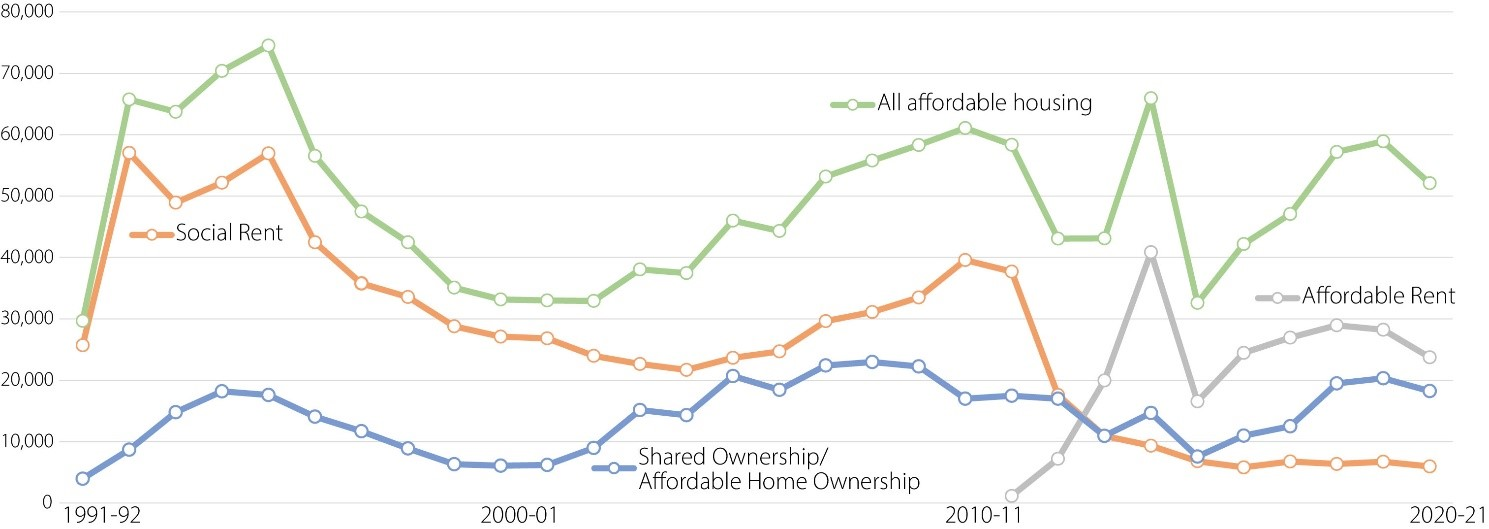 80,000
70,000
60,000
50,000
40,000
30,000
20,000
10,000
0
All affordable housing
Social Rent
Affordable Rent
Shared Ownership/
Affordable Home Ownership
1991-92
2000-01
2010-11
2020-21